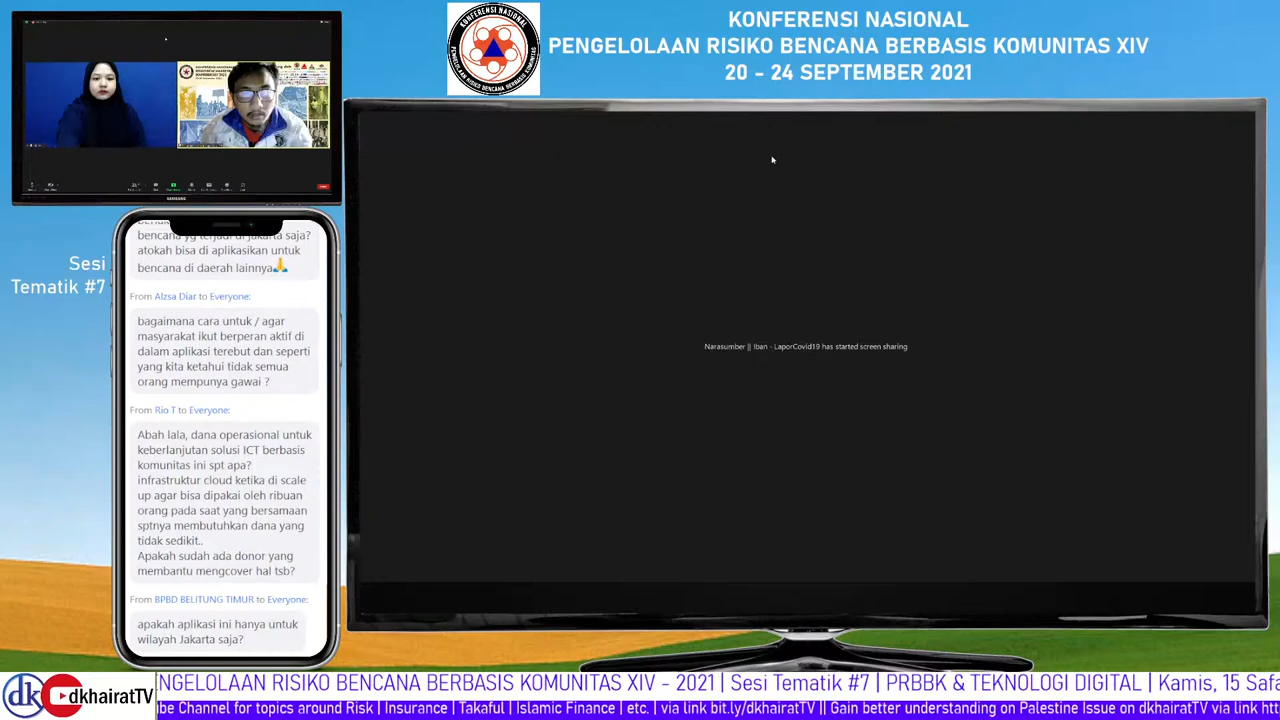 KONFERENSI NASIONAL
PENGELOLAAN RISIKO BENCANA BERBASIS KOMUNITAS XIV
20 - 24 SEPTEMBER 2021
SAMSUNG
Sesi
Tematik #7
bencana yg terjadi di jakarta saja?
atokah bisa di aplikasikan untuk
bencana di daerah lainnya🙏
From Alzsa Diar to Everyone:
bagaimana cara untuk / agar
masyarakat ikut berperan aktif di
dalam aplikasi terebut dan seperti
yang kita ketahui tidak semua
orang mempunya gawai ?
From Rio T to Everyone:
Abah lala, dana operasional untuk
keberlanjutan solusi ICT berbasis
komunitas ini spt apa?
infrastruktur cloud ketika di scale
up agar bisa dipakai oleh ribuan
orang pada saat yang bersamaan
sptnya membutuhkan dana yang
tidak sedikit..
Apakah sudah ada donor yang
membantu mengcover hal tsb?
From BPBD BELITUNG TIMUR to Everyone:
apakah aplikasi ini hanya untuk
wilayah Jakarta saja?
Narasumber || Iban - LaporCovid19 has started screen sharing
dk dkhairatTV
NGELOLAAN RISIKO BENCANA BERBASIS KOMUNITAS XIV - 2021 | Sesi Tematik #7 | PRBBK & TEKNOLOGI DIGITAL | Kamis, 15 Safa
be Channel for topics around Risk | Insurance | Takaful | Islamic Finance | etc. | via link bit.ly/dkhairatTV || Gain better understanding on Palestine Issue on dkhairatTV via link htt